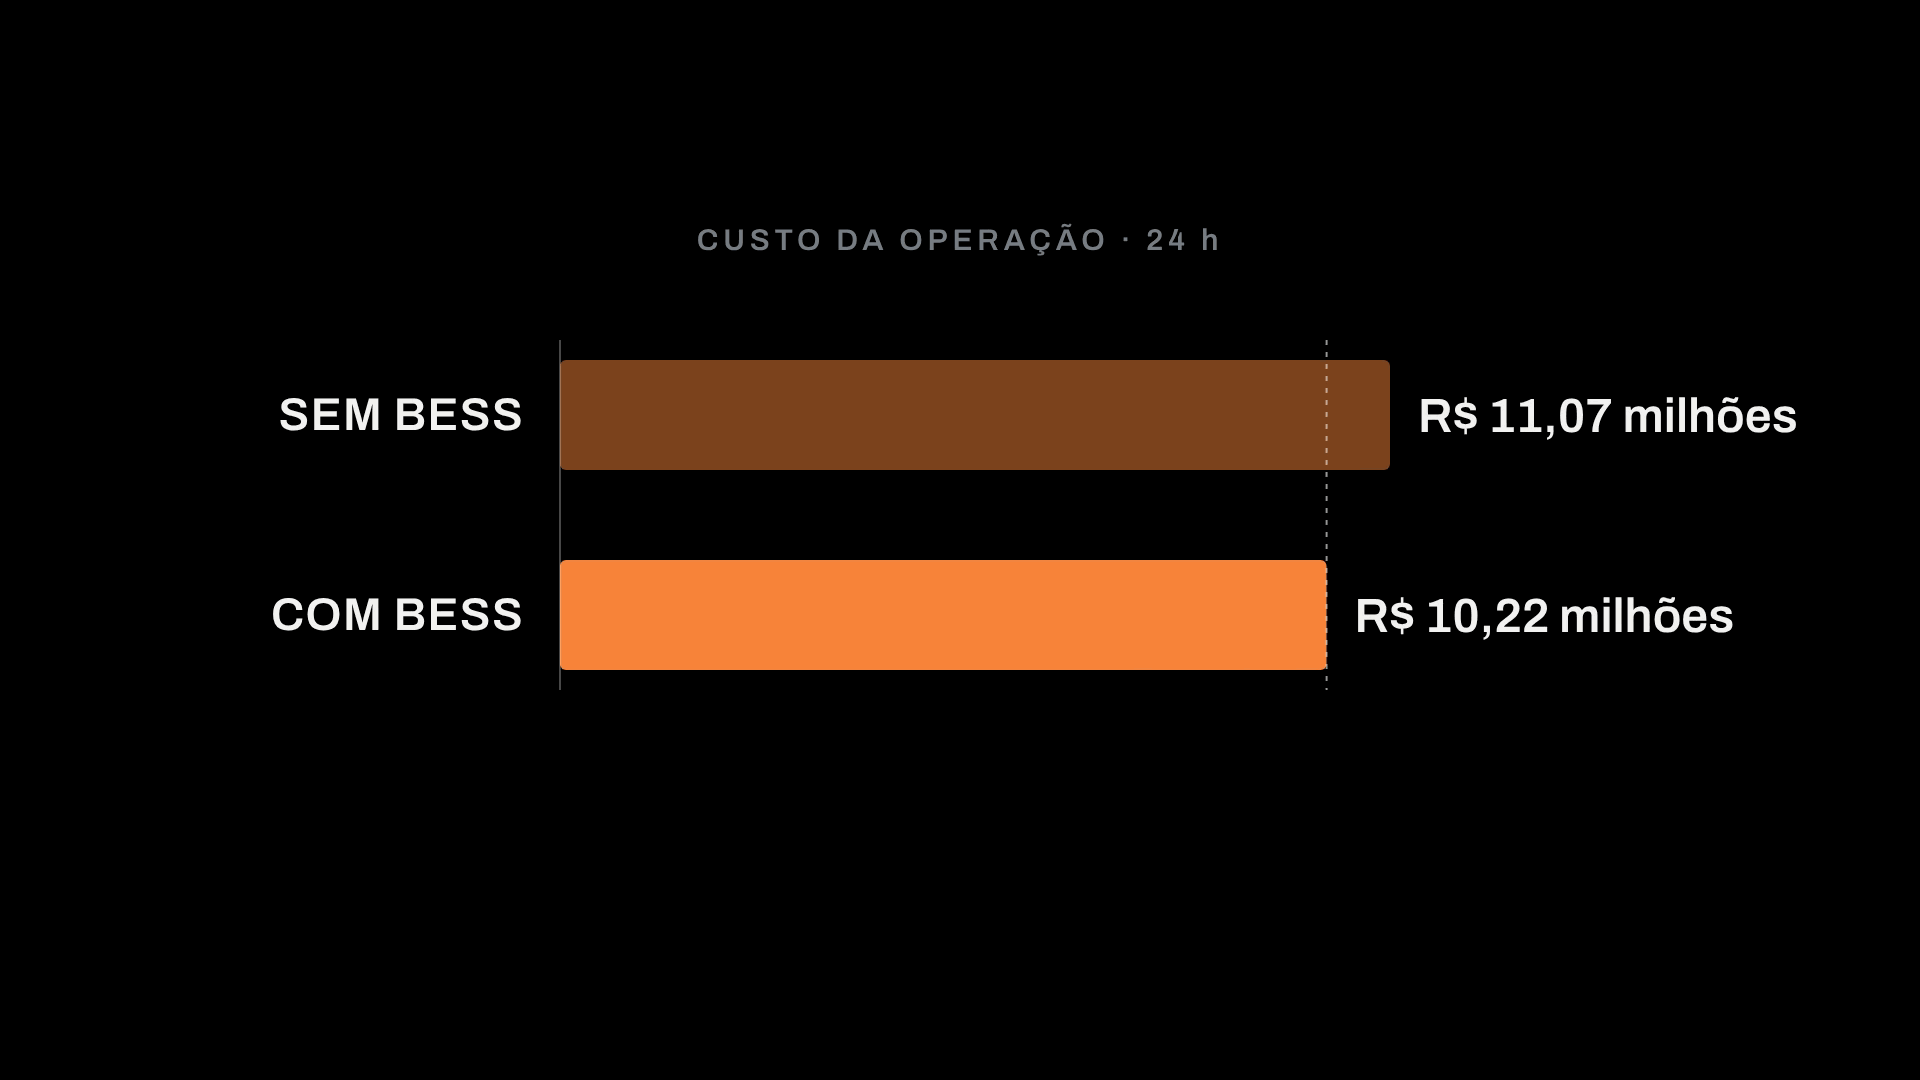 CUSTO DA OPERAÇÃO · 24 h
SEM BESS
R$ 11,07 milhões
COM BESS
R$ 10,22 milhões